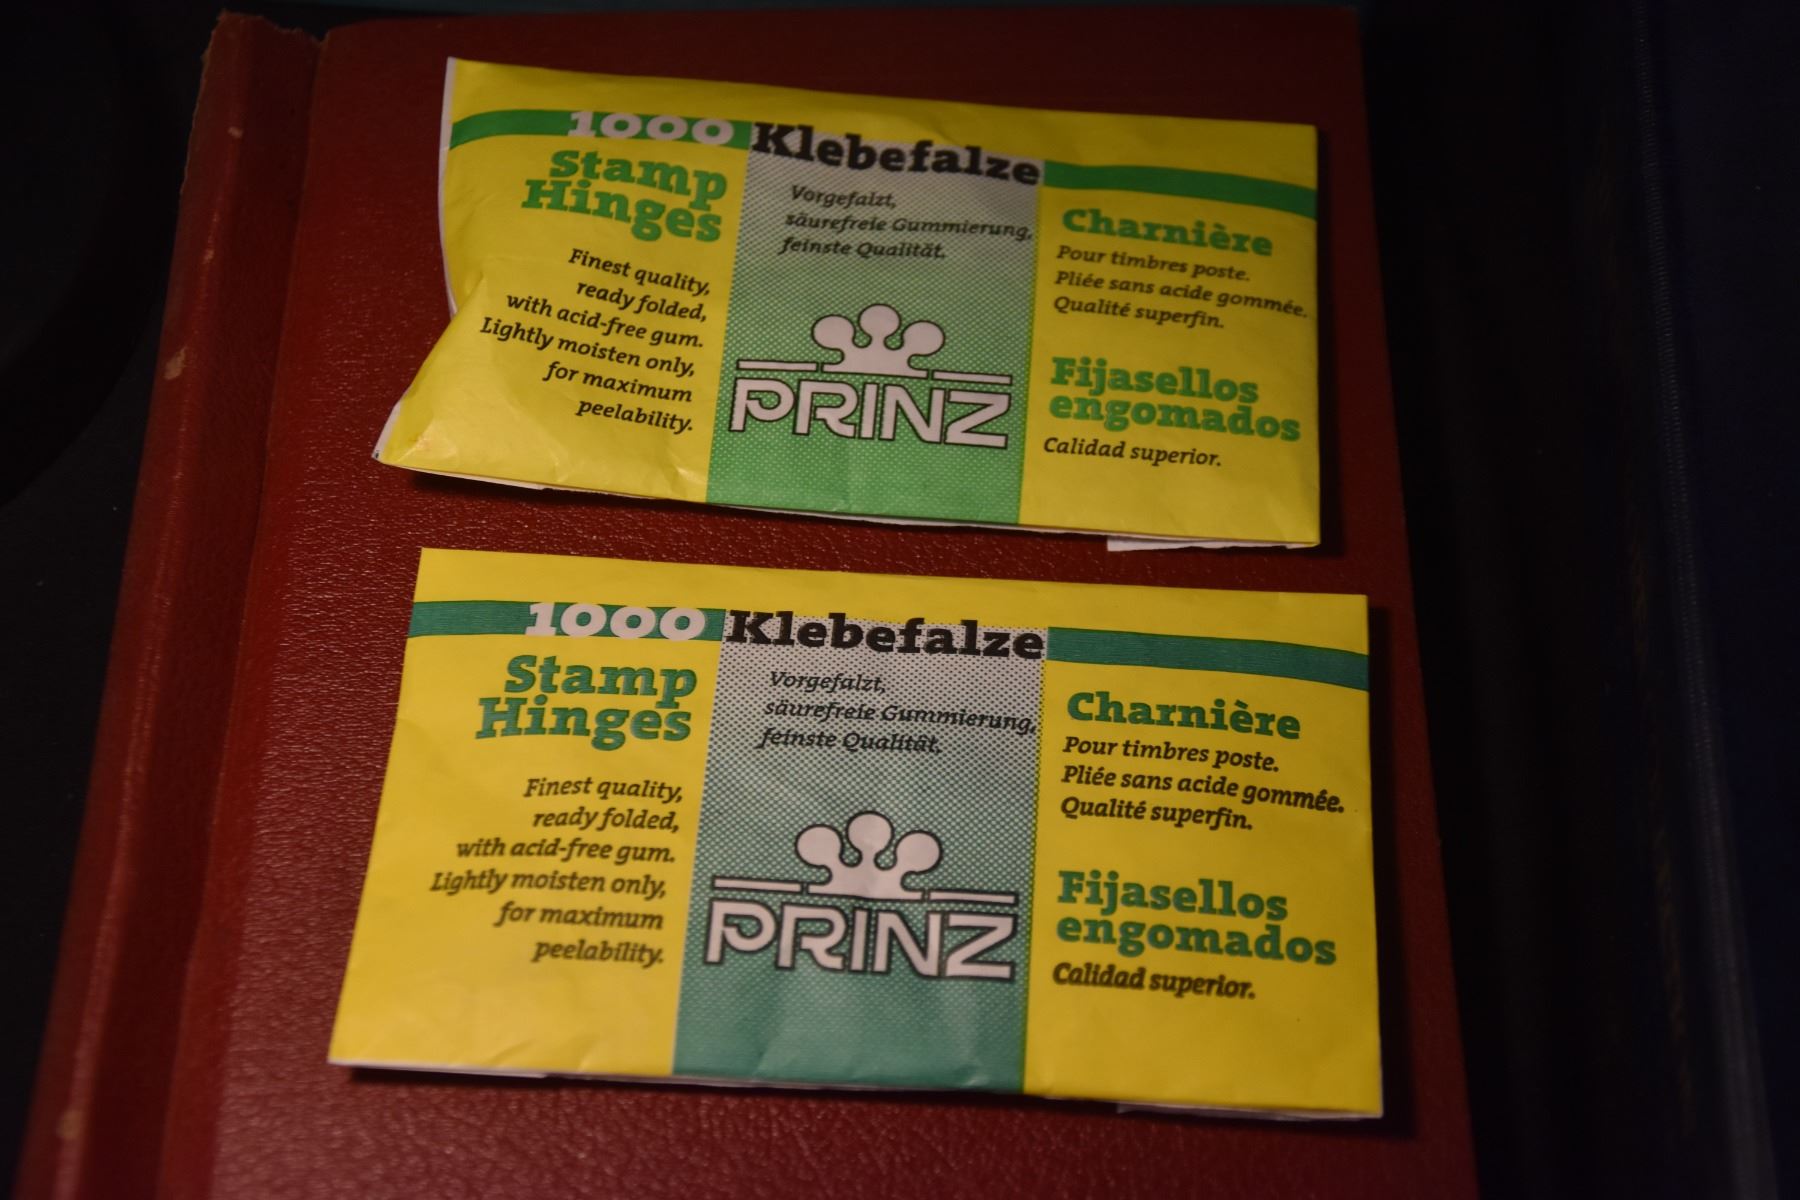 1000 Klebefalze
Stamp
Hinges
Finest quality,
ready folded,
with acid-free gum.
Lightly moisten only,
for maximum
peelability.
Vorgefalzt,
säurefreie Gummierung,
feinste Qualität.
PRINZ
Charnière
Pour timbres poste.
Pliée sans acide gommée.
Qualité superfin.
Fijasellos
engomados
Calidad superior.
1000 Klebefalze
Stamp
Hinges
Finest quality,
ready folded,
with acid-free gum.
Lightly moisten only,
for maximum
peelability.
Vorgefalzt,
säurefreie Gummierung,
feinste Qualität.
PRINZ
Charnière
Pour timbres poste.
Pliée sans acide gommée.
Qualité superfin.
Fijasellos
engomados
Calidad superior.